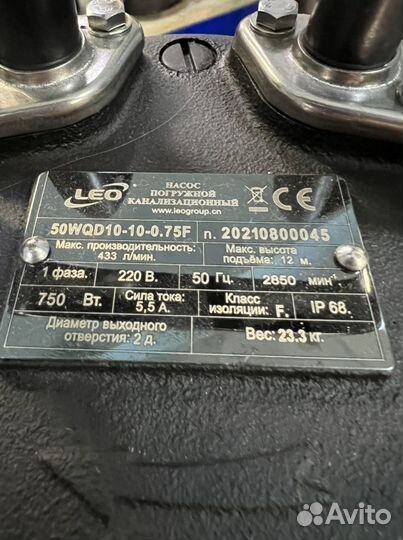 LEO
НАСОС
ПОГРУЖНОЙ
КАНАЛИЗАЦИОННЫЙ
www.leogroup.cn
CE
50WQD10-10-0.75F n. 20210800045
Макс. производительность:
433 л/мин.
Макс. высота
подъёма: 12 м.
1 фаза. 220 В. 50 Гц. 2850 мин⁻¹
750 Вт. Сила тока:
5,5 А.
Класс
изоляции: F. IP 68.
Диаметр выходного
отверстия: 2 д.
Вес: 23.3 кг.
Avito